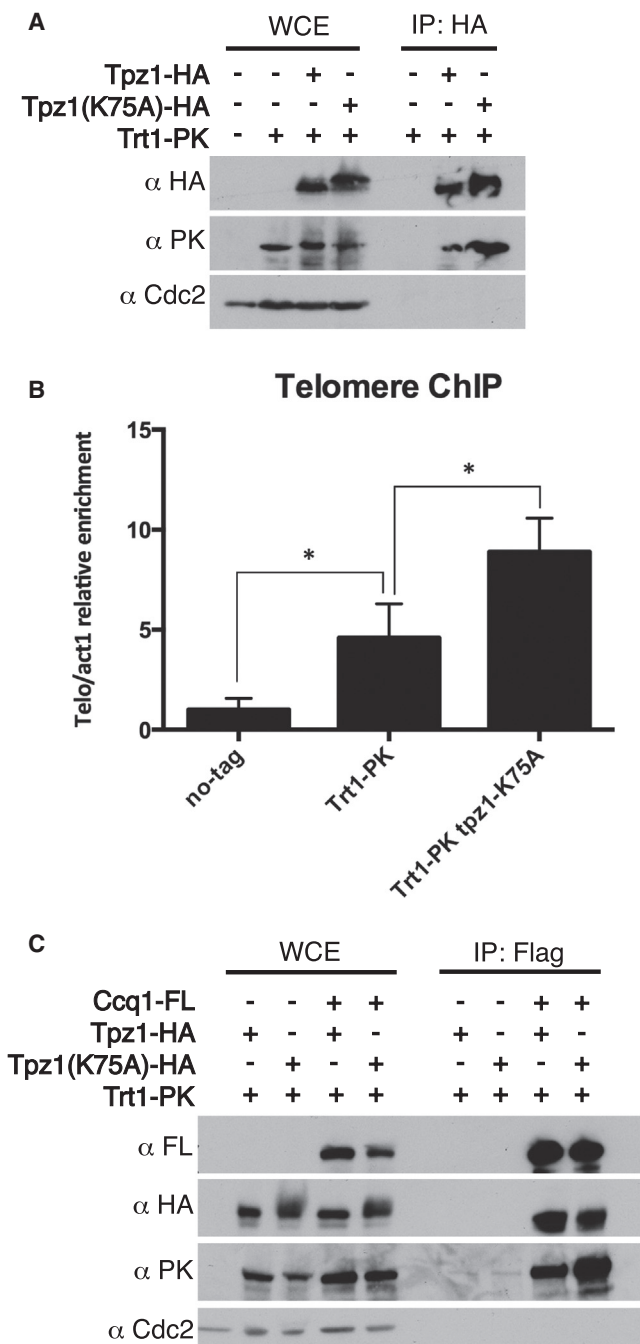 A
WCE IP: HA
Tpz1-HA - - + - - + -
Tpz1(K75A)-HA - - - + - - +
Trt1-PK - + + + + + +
α HA
α PK
α Cdc2
B
Telomere ChIP
Telo/act1 relative enrichment
15
10
5
0
*
*
no-tag
Trt1-PK
Trt1-PK tpz1-K75A
C
WCE IP: Flag
Ccq1-FL - - + + - - + +
Tpz1-HA + - + - + - + -
Tpz1(K75A)-HA - + - + - + - +
Trt1-PK + + + + + + + +
α FL
α HA
α PK
α Cdc2